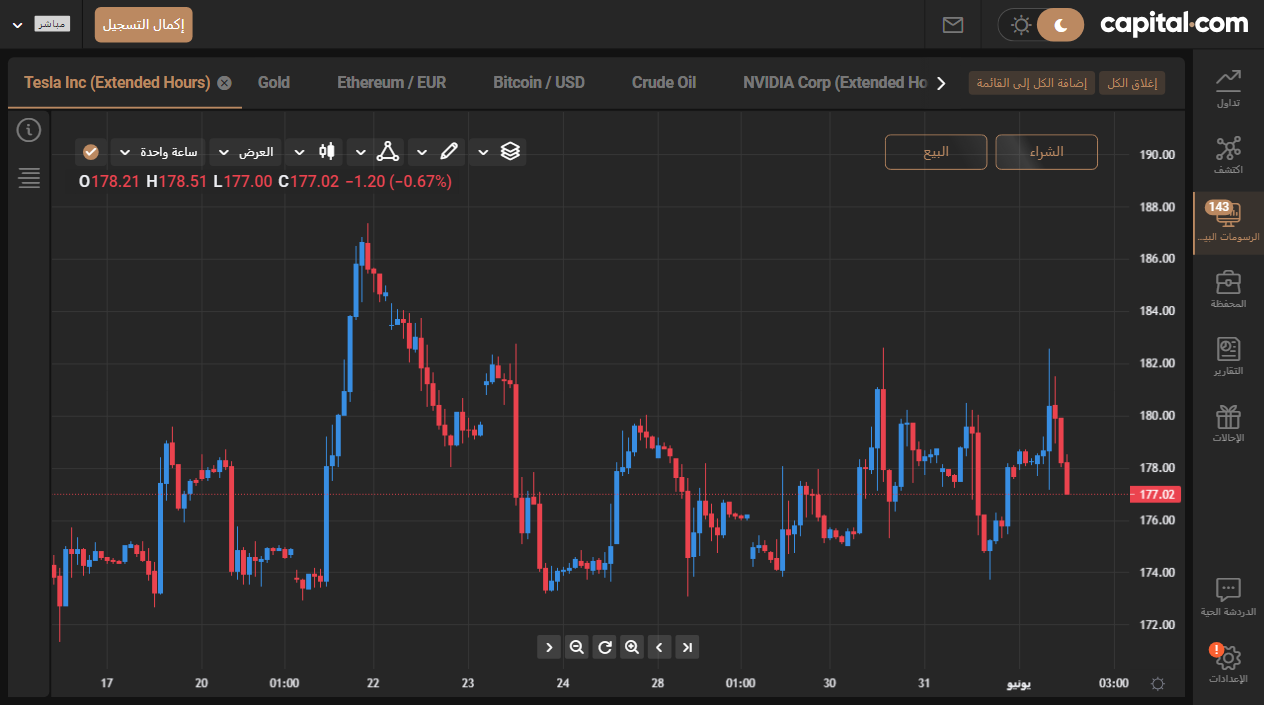 مباشر
إكمال التسجيل
capital.com
Tesla Inc (Extended Hours)
Gold
Ethereum / EUR
Bitcoin / USD
Crude Oil
NVIDIA Corp (Extended Ho
إضافة الكل إلى القائمة
إغلاق الكل
ساعة واحدة
العرض
البيع
الشراء
O178.21 H178.51 L177.00 C177.02 −1.20 (−0.67%)
190.00
188.00
186.00
184.00
182.00
180.00
178.00
177.02
176.00
174.00
172.00
17
20
01:00
22
23
24
28
01:00
30
31
يونيو
03:00
تداول
اكتشف
143
الرسومات البيـ...
المحفظة
التقارير
الإحالات
الدردشة الحية
!
الإعدادات